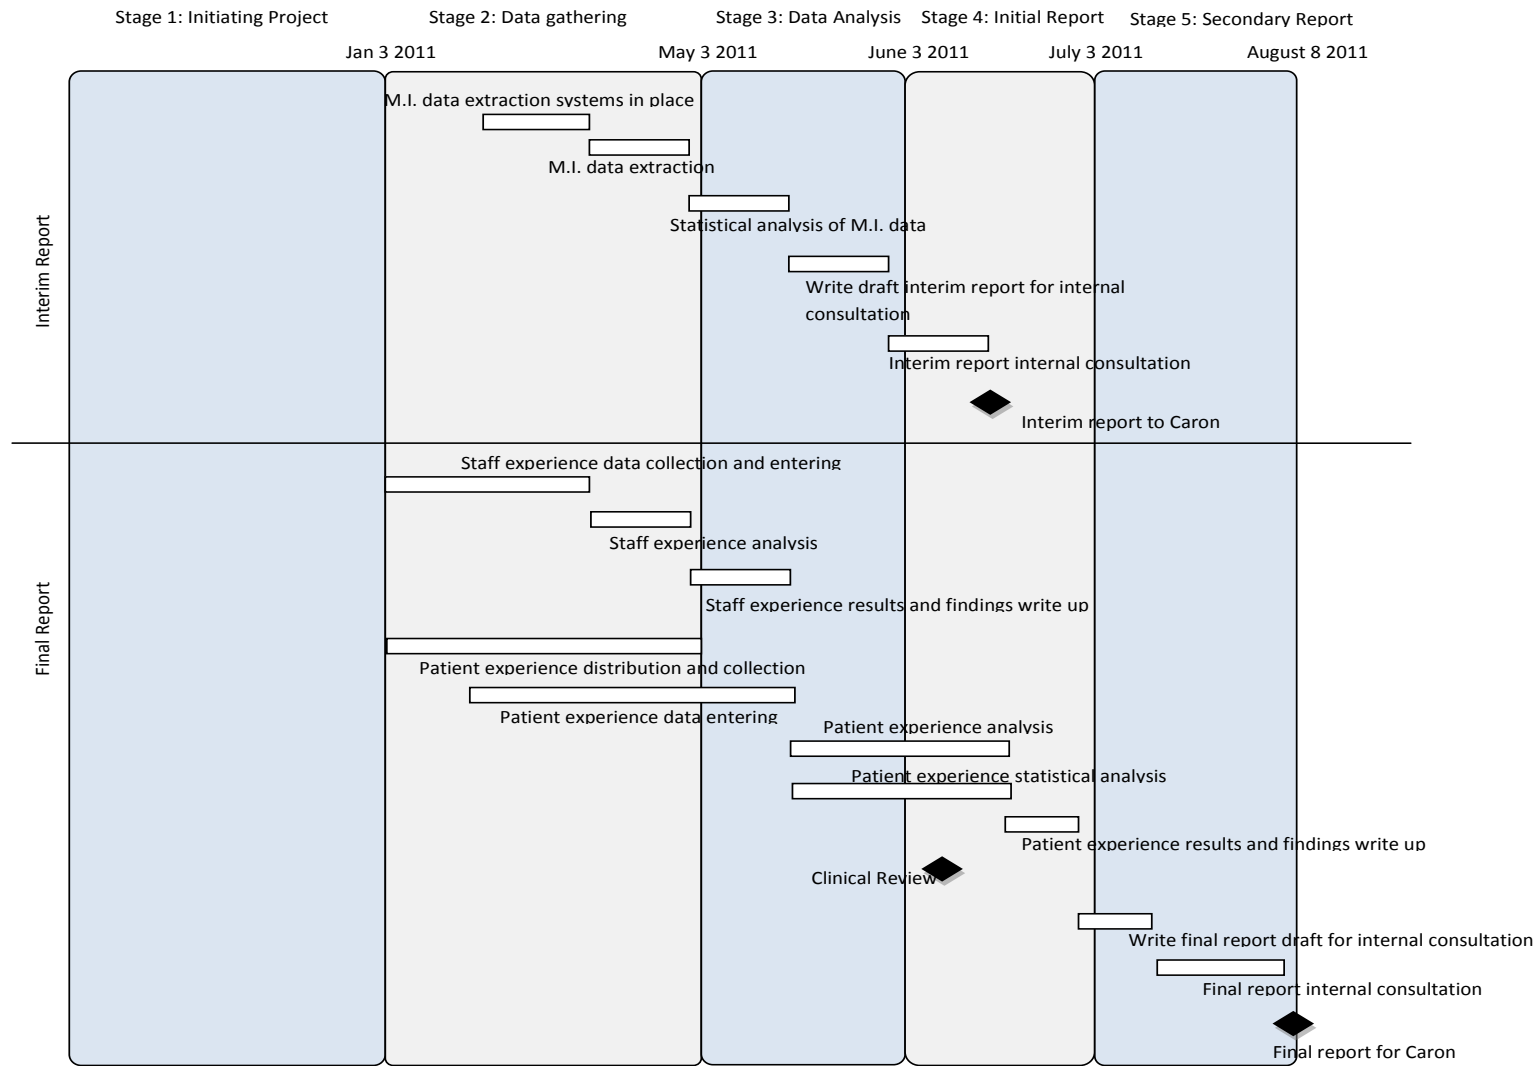 Stage 1: Initiating Project
Stage 2: Data gathering
Stage 3: Data Analysis
Stage 4: Initial Report
Stage 5: Secondary Report
Jan 3 2011
May 3 2011
June 3 2011
July 3 2011
August 8 2011
Interim Report
M.I. data extraction systems in place
M.I. data extraction
Statistical analysis of M.I. data
Write draft interim report for internal
consultation
Interim report internal consultation
Interim report to Caron
Final Report
Staff experience data collection and entering
Staff experience analysis
Staff experience results and findings write up
Patient experience distribution and collection
Patient experience data entering
Patient experience analysis
Patient experience statistical analysis
Patient experience results and findings write up
Clinical Review
Write final report draft for internal consultation
Final report internal consultation
Final report for Caron